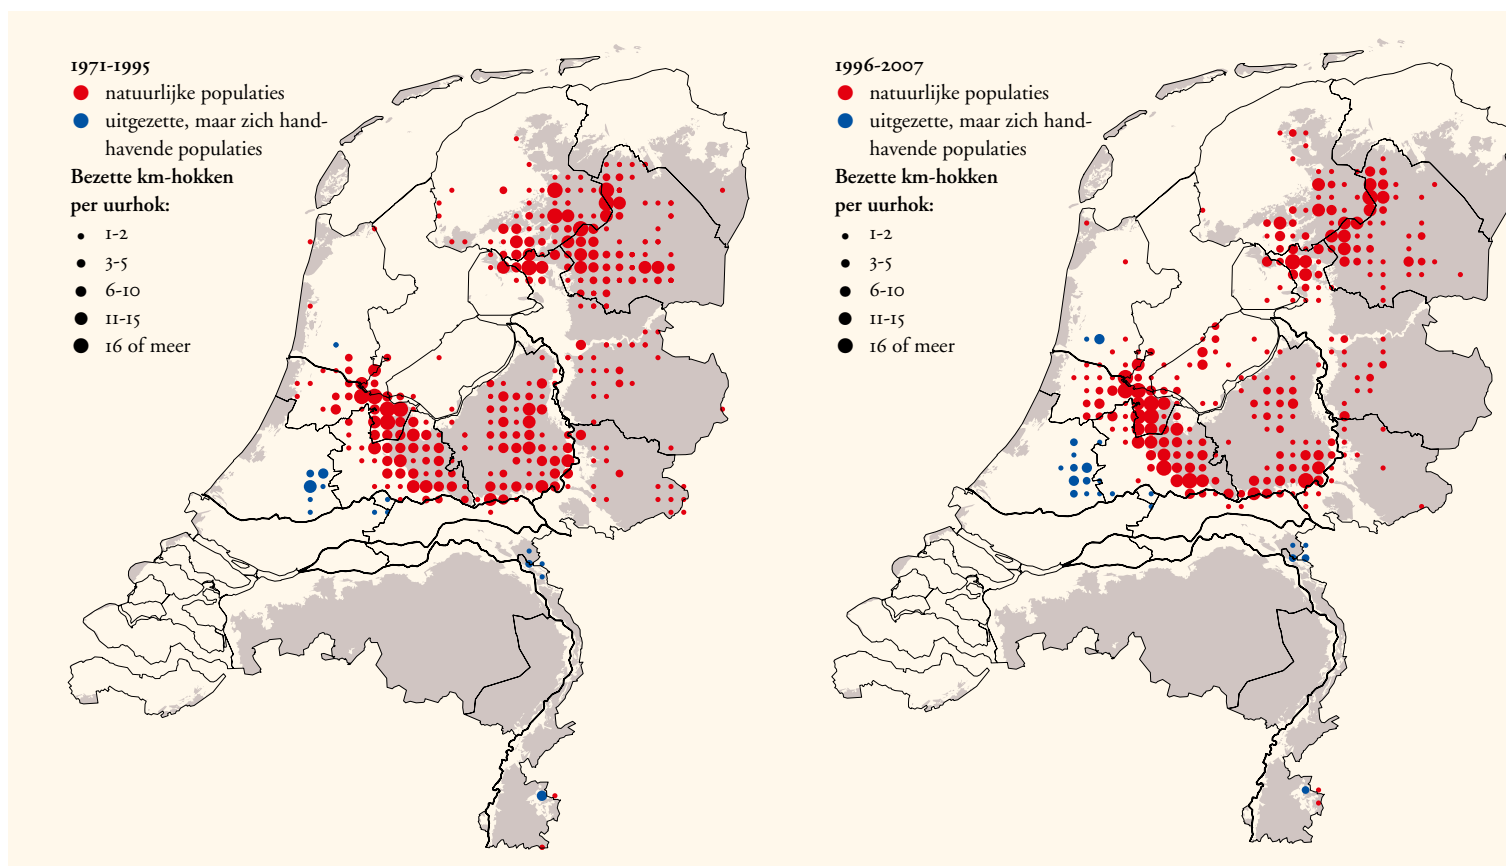 1971-1995
natuurlijke populaties
uitgezette, maar zich hand-
havende populaties
Bezette km-hokken
per uurhok:
1-2
3-5
6-10
11-15
16 of meer
1996-2007
natuurlijke populaties
uitgezette, maar zich hand-
havende populaties
Bezette km-hokken
per uurhok:
1-2
3-5
6-10
11-15
16 of meer